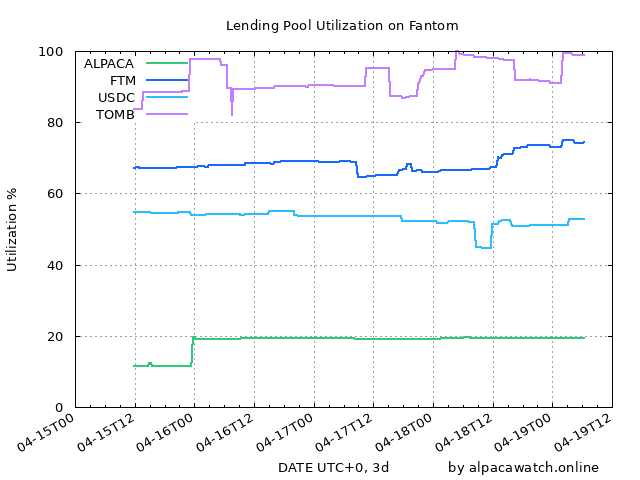 Lending Pool Utilization on Fantom
100
80
60
40
20
0
Utilization %
ALPACA
FTM
USDC
TOMB
04-15T00
04-15T12
04-16T00
04-16T12
04-17T00
04-17T12
04-18T00
04-18T12
04-19T00
04-19T12
DATE UTC+0, 3d
by alpacawatch.online